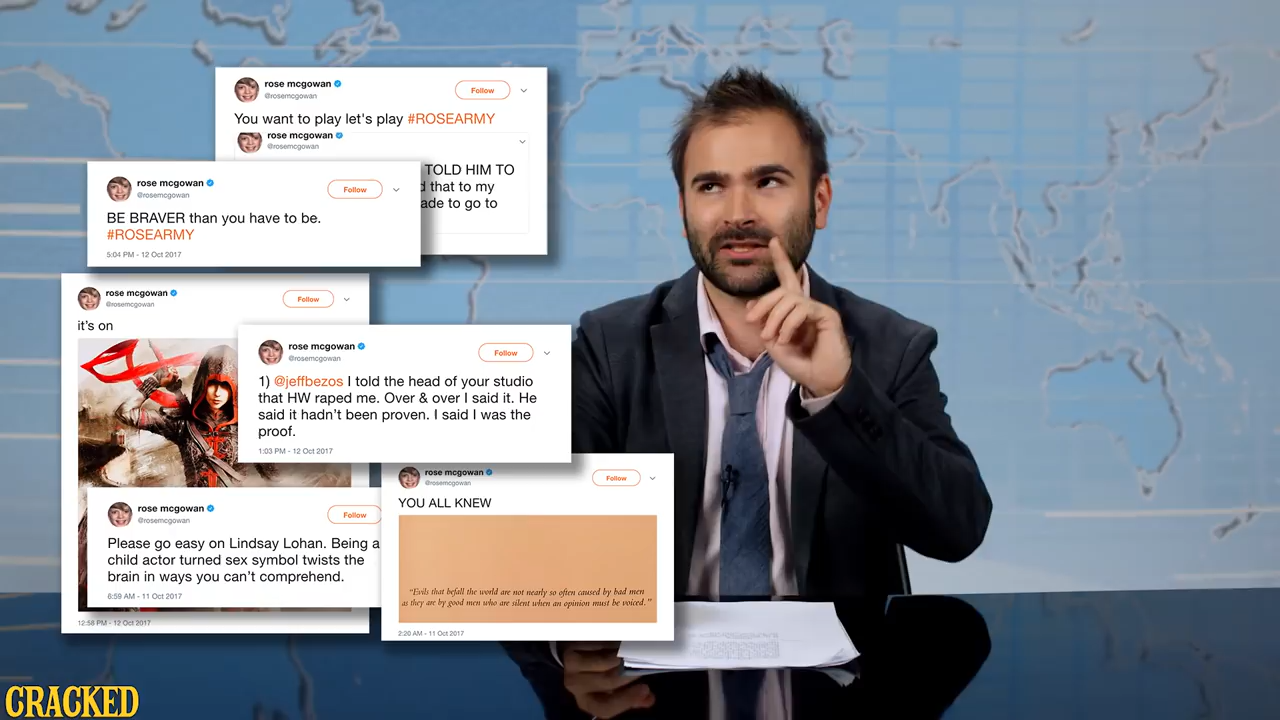 rose mcgowan
@rosemcgowan
Follow
You want to play let's play #ROSEARMY
rose mcgowan
@rosemcgowan
TOLD HIM TO
d that to my
ade to go to
rose mcgowan
@rosemcgowan
Follow
BE BRAVER than you have to be.
#ROSEARMY
5:04 PM - 12 Oct 2017
rose mcgowan
@rosemcgowan
Follow
it's on
12:58 PM - 12 Oct 2017
rose mcgowan
@rosemcgowan
Follow
1) @jeffbezos I told the head of your studio
that HW raped me. Over & over I said it. He
said it hadn't been proven. I said I was the
proof.
1:03 PM - 12 Oct 2017
rose mcgowan
@rosemcgowan
Follow
Please go easy on Lindsay Lohan. Being a
child actor turned sex symbol twists the
brain in ways you can't comprehend.
6:59 AM - 11 Oct 2017
rose mcgowan
@rosemcgowan
Follow
YOU ALL KNEW
"Evils that befall the world are not nearly so often caused by bad men
as they are by good men who are silent when an opinion must be voiced."
2:20 AM - 11 Oct 2017
CRACKED